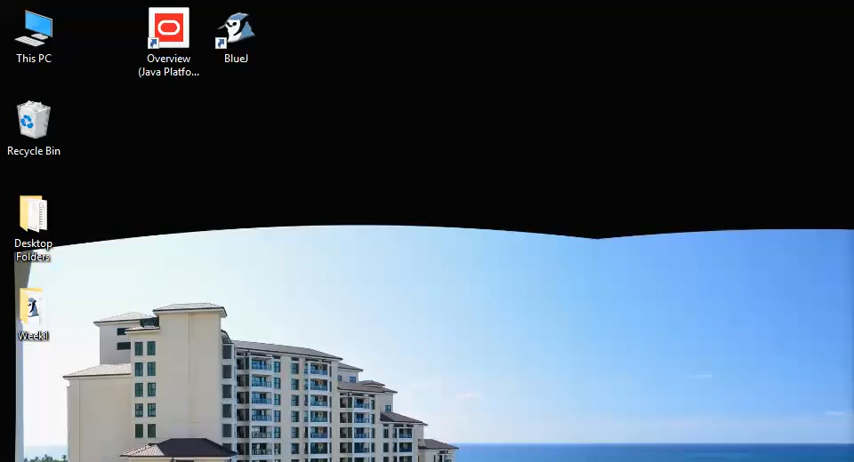 This PC
Overview
(Java Platfo...
BlueJ
Recycle Bin
Desktop
Folders
Week1